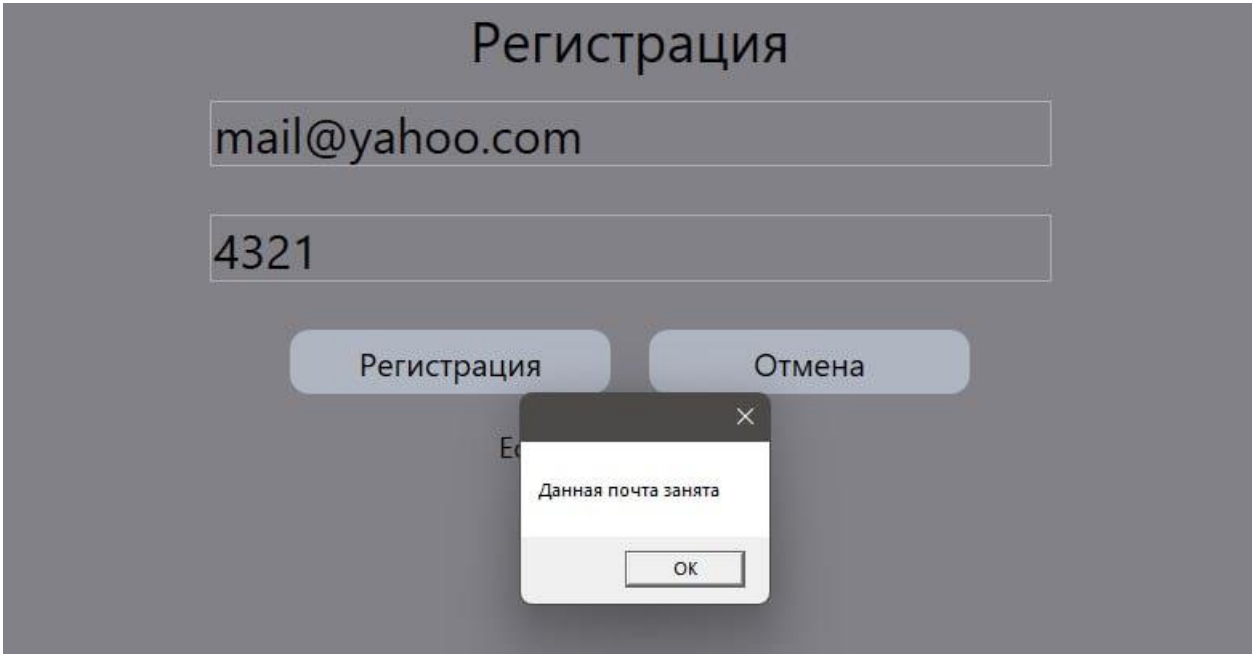 Регистрация
mail@yahoo.com
4321
Регистрация
Отмена
Данная почта занята
OK